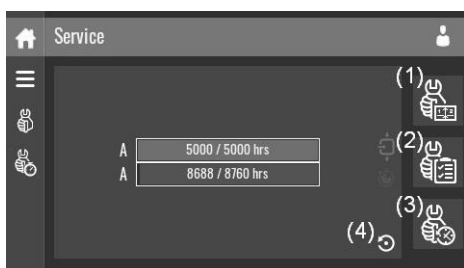 Service
(1)
(2)
A 5000 / 5000 hrs
A 8688 / 8760 hrs
(3)
(4)